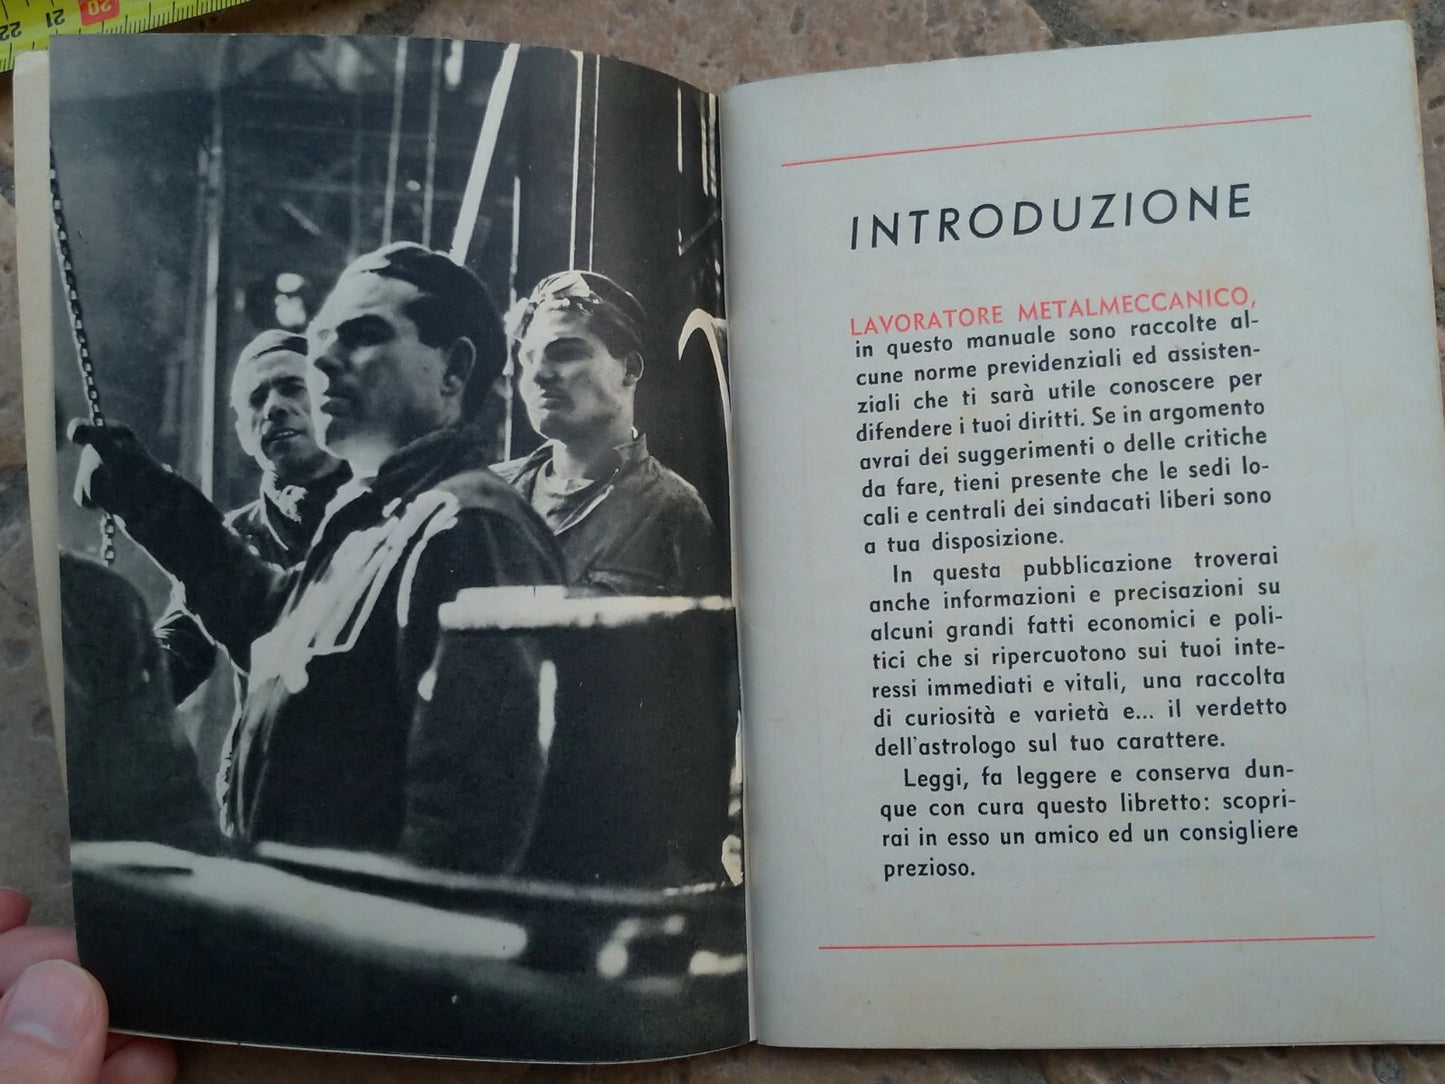 22 21 20
INTRODUZIONE
LAVORATORE METALMECCANICO,
in questo manuale sono raccolte al-
cune norme previdenziali ed assisten-
ziali che ti sarà utile conoscere per
difendere i tuoi diritti. Se in argomento
avrai dei suggerimenti o delle critiche
da fare, tieni presente che le sedi lo-
cali e centrali dei sindacati liberi sono
a tua disposizione.
In questa pubblicazione troverai
anche informazioni e precisazioni su
alcuni grandi fatti economici e poli-
tici che si ripercuotono sui tuoi inte-
ressi immediati e vitali, una raccolta
di curiosità e varietà e... il verdetto
dell'astrologo sul tuo carattere.
Leggi, fa leggere e conserva dun-
que con cura questo libretto: scopri-
rai in esso un amico ed un consigliere
prezioso.